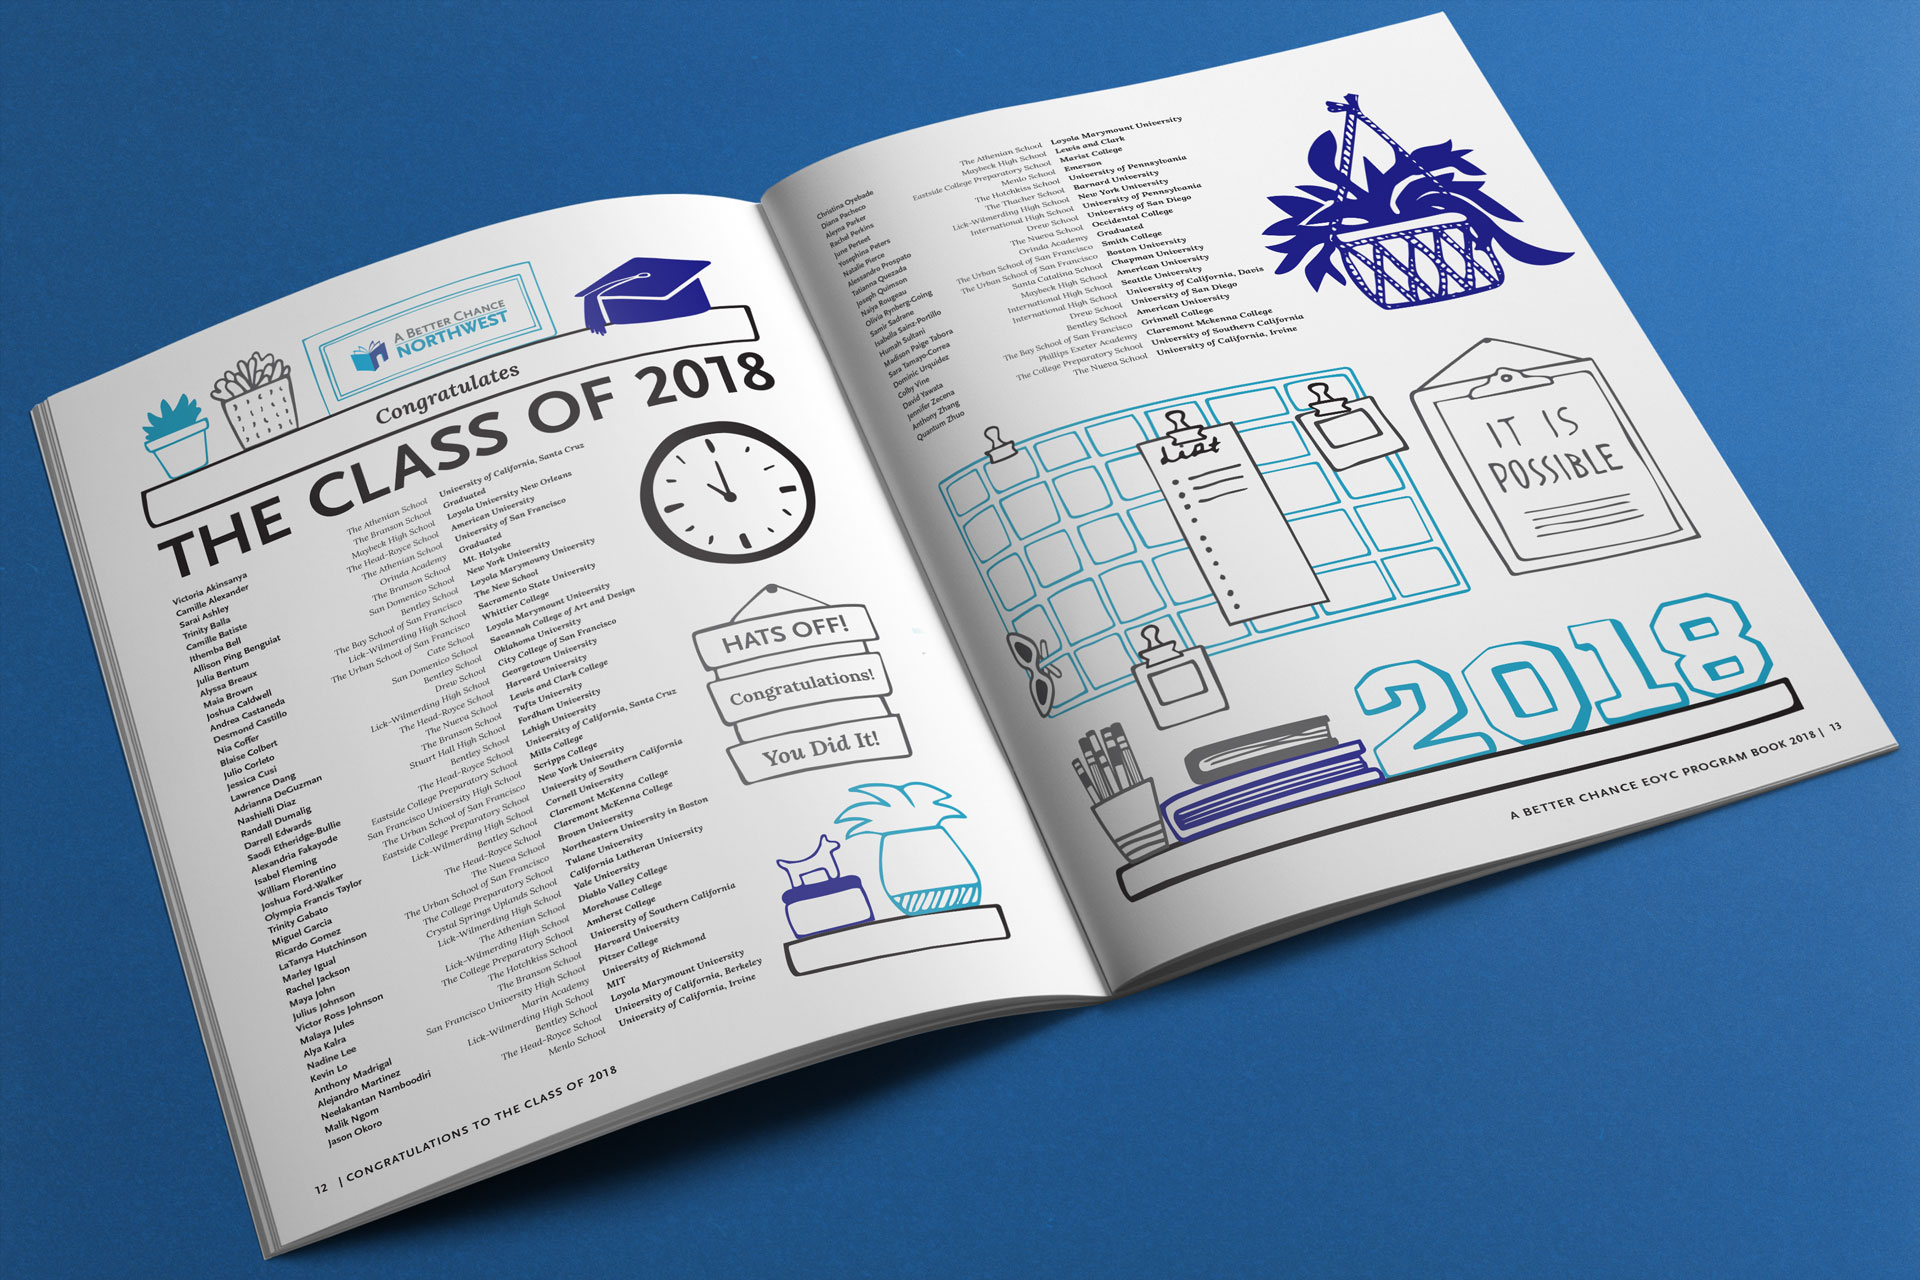 A BETTER CHANCE
NORTHWEST
Congratulates
THE CLASS OF 2018
Victoria Akinsanya
Camille Alexander
Sarai Ashley
Trinity Balla
Camille Batiste
Ithemba Bell
Allison Ping Benguiat
Julia Bentum
Alyssa Breaux
Maia Brown
Joshua Caldwell
Andrea Castaneda
Desmond Castillo
Nia Coffer
Blaise Colbert
Julio Corleto
Jessica Cusi
Lawrence Dang
Adrianna DeGuzman
Nashielli Diaz
Randall Dumalig
Darrell Edwards
Saodi Etheridge-Bullie
Alexandria Fakayode
Isabel Fleming
William Florentino
Joshua Ford-Walker
Olympia Francis Taylor
Trinity Gabato
Miguel Garcia
Ricardo Gomez
LaTanya Hutchinson
Marley Igual
Rachel Jackson
Maya John
Julius Johnson
Victor Ross Johnson
Malaya Jules
Alya Kalra
Nadine Lee
Kevin Lo
Anthony Madrigal
Alejandro Martinez
Neelakantan Namboodiri
Malik Ngom
Jason Okoro
The Athenian School
The Branson School
Maybeck High School
The Head-Royce School
The Athenian School
Orinda Academy
The Branson School
San Domenico School
Bentley School
The Bay School of San Francisco
Lick-Wilmerding High School
The Urban School of San Francisco
Cate School
San Domenico School
Bentley School
Drew School
Lick-Wilmerding High School
The Head-Royce School
The Nueva School
The Branson School
Stuart Hall High School
Bentley School
The Head-Royce School
Eastside College Preparatory School
San Francisco University High School
The Urban School of San Francisco
Eastside College Preparatory School
Lick-Wilmerding High School
Bentley School
The Head-Royce School
The Nueva School
The Urban School of San Francisco
The College Preparatory School
Crystal Springs Uplands School
Lick-Wilmerding High School
The Athenian School
Lick-Wilmerding High School
The College Preparatory School
The Hotchkiss School
The Branson School
San Francisco University High School
Marin Academy
Lick-Wilmerding High School
Bentley School
The Head-Royce School
Menlo School
University of California, Santa Cruz
Graduated
Loyola University New Orleans
American University
University of San Francisco
Graduated
Mt. Holyoke
New York University
Loyola Marymouny University
The New School
Sacramento State University
Whittier College
Loyola Marymount University
Savannah College of Art and Design
Oklahoma University
City College of San Francisco
Georgetown University
Harvard University
Lewis and Clark College
Tufts University
Fordham University
Lehigh University
University of California, Santa Cruz
Mills College
Scripps College
New York University
University of Southern California
Cornell University
Claremont McKenna College
Claremont McKenna College
Brown University
Northeastern University in Boston
Tulane University
California Lutheran University
Yale University
Diablo Valley College
Morehouse College
Amherst College
University of Southern California
Harvard University
Pitzer College
University of Richmond
MIT
Loyola Marymount University
University of California, Berkeley
University of California, Irvine
HATS OFF!
Congratulations!
You Did It!
12 | CONGRATULATIONS TO THE CLASS OF 2018
Christina Oyebade
Diana Pacheco
Aleyna Parker
Rachel Perkins
June Perteet
Yosephina Peters
Natalie Pierce
Alessandro Prospato
Tatianna Quezada
Joseph Quimson
Naiya Rougeau
Olivia Rynberg-Going
Samir Sadrane
Isabella Sainz-Portillo
Humah Sultani
Madison Paige Tabora
Sara Tamayo-Correa
Dominic Urquidez
Colby Vine
David Yawata
Jennifer Zecena
Anthony Zhang
Quantum Zhuo
The Athenian School
Maybeck High School
Eastside College Preparatory School
Menlo School
The Hotchkiss School
The Thacher School
Lick-Wilmerding High School
International High School
Drew School
The Nueva School
Orinda Academy
The Urban School of San Francisco
The Urban School of San Francisco
Santa Catalina School
Maybeck High School
International High School
International High School
Drew School
Bentley School
The Bay School of San Francisco
Phillips Exeter Academy
The College Preparatory School
The Nueva School
Loyola Marymount University
Lewis and Clark
Marist College
Emerson
University of Pennsylvania
Barnard University
New York University
University of Pennsylvania
University of San Diego
Occidental College
Graduated
Smith College
Boston University
Chapman University
American University
Seattle University
University of California, Davis
University of San Diego
American University
Grinnell College
Claremont Mckenna College
University of Southern California
University of California, Irvine
List
IT IS
POSSIBLE
2018
A BETTER CHANCE EOYC PROGRAM BOOK 2018 | 13